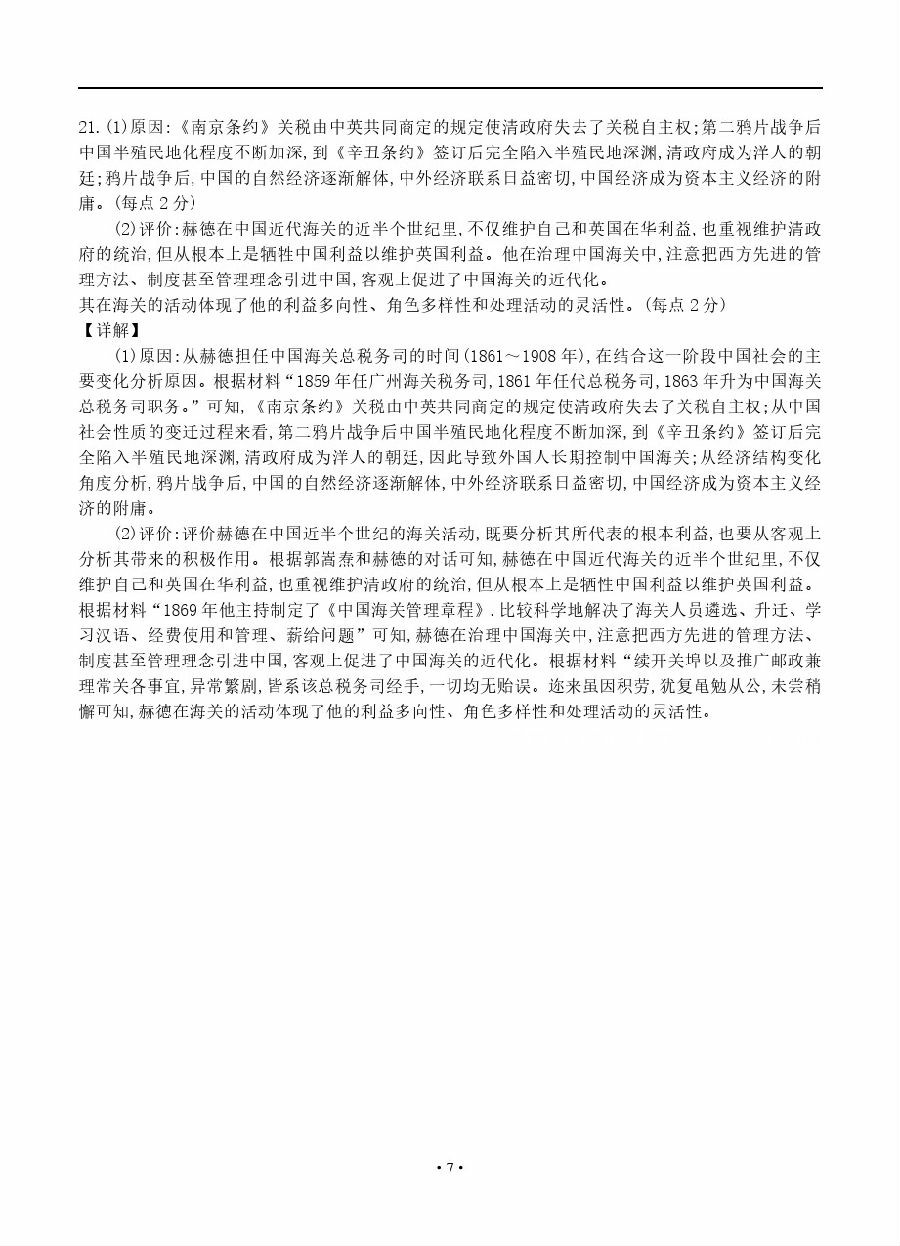 21.(1)原因:《南京条约》关税由中英共同商定的规定使清政府失去了关税自主权;第二鸦片战争后
中国半殖民地化程度不断加深,到《辛丑条约》签订后完全陷入半殖民地深渊,清政府成为洋人的朝
廷;鸦片战争后,中国的自然经济逐渐解体,中外经济联系日益密切,中国经济成为资本主义经济的附
庸。(每点2分)
(2)评价:赫德在中国近代海关的近半个世纪里,不仅维护自己和英国在华利益,也重视维护清政
府的统治,但从根本上是牺牲中国利益以维护英国利益。他在治理中国海关中,注意把西方先进的管
理方法、制度甚至管理理念引进中国,客观上促进了中国海关的近代化。
其在海关的活动体现了他的利益多向性、角色多样性和处理活动的灵活性。(每点2分)
【详解】
(1)原因:从赫德担任中国海关总税务司的时间(1861～1908年),在结合这一阶段中国社会的主
要变化分析原因。根据材料“1859年任广州海关税务司,1861年任代总税务司,1863年升为中国海关
总税务司职务。”可知,《南京条约》关税由中英共同商定的规定使清政府失去了关税自主权;从中国
社会性质的变迁过程来看,第二鸦片战争后中国半殖民地化程度不断加深,到《辛丑条约》签订后完
全陷入半殖民地深渊,清政府成为洋人的朝廷,因此导致外国人长期控制中国海关;从经济结构变化
角度分析,鸦片战争后,中国的自然经济逐渐解体,中外经济联系日益密切,中国经济成为资本主义经
济的附庸。
(2)评价:评价赫德在中国近半个世纪的海关活动,既要分析其所代表的根本利益,也要从客观上
分析其带来的积极作用。根据郭嵩焘和赫德的对话可知,赫德在中国近代海关的近半个世纪里,不仅
维护自己和英国在华利益,也重视维护清政府的统治,但从根本上是牺牲中国利益以维护英国利益。
根据材料“1869年他主持制定了《中国海关管理章程》.比较科学地解决了海关人员遴选、升迁、学
习汉语、经费使用和管理、薪给问题”可知,赫德在治理中国海关中,注意把西方先进的管理方法、
制度甚至管理理念引进中国,客观上促进了中国海关的近代化。根据材料“续开关埠以及推广邮政兼
理常关各事宜,异常繁剧,皆系该总税务司经手,一切均无贻误。迩来虽因积劳,犹复黾勉从公,未尝稍
懈可知,赫德在海关的活动体现了他的利益多向性、角色多样性和处理活动的灵活性。
• 7 •